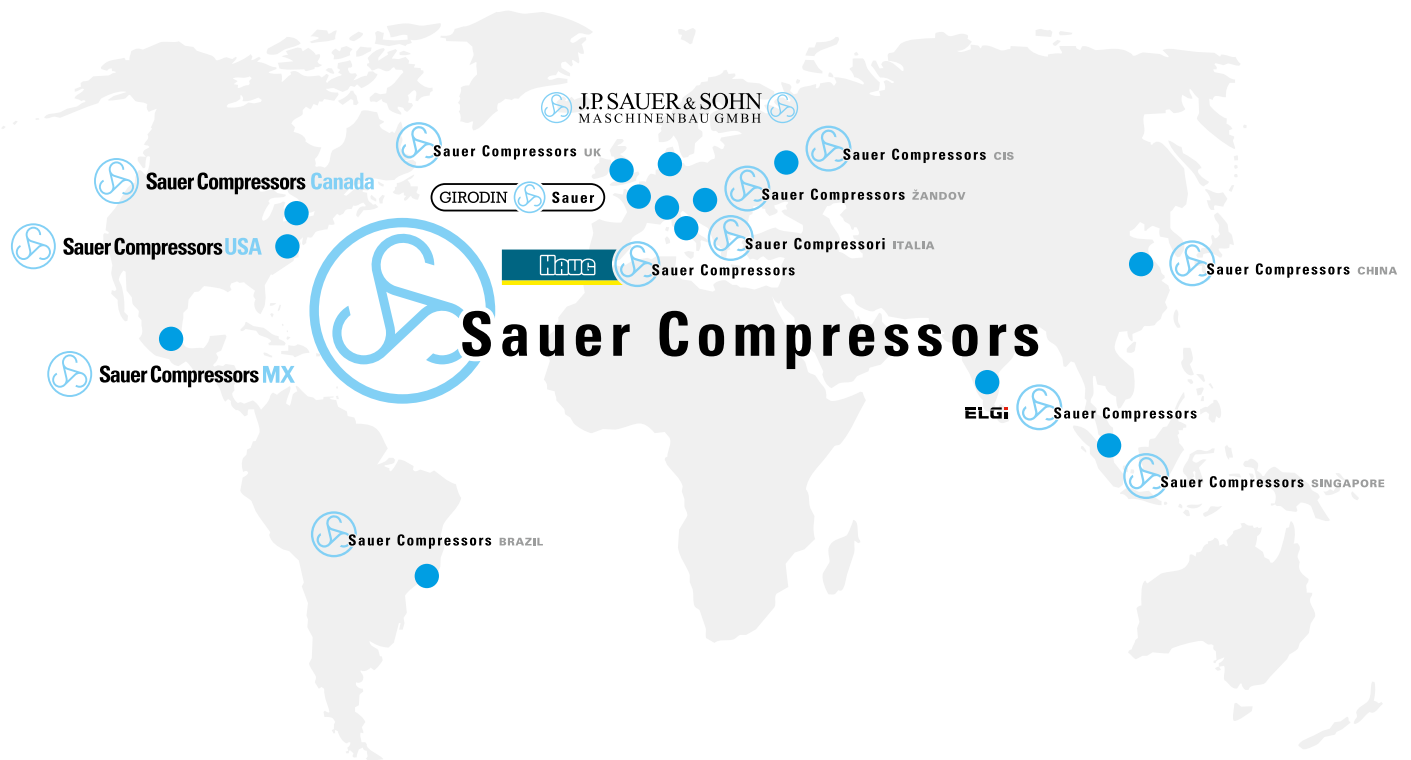 J.P. SAUER & SOHN
MASCHINENBAU GMBH
Sauer Compressors UK
Sauer Compressors CIS
Sauer Compressors Canada
GIRODIN Sauer
Sauer Compressors ŽANDOV
Sauer Compressors USA
Sauer Compressori ITALIA
HAUG
Sauer Compressors
Sauer Compressors CHINA
Sauer Compressors
Sauer Compressors MX
ELGi Sauer Compressors
Sauer Compressors SINGAPORE
Sauer Compressors BRAZIL